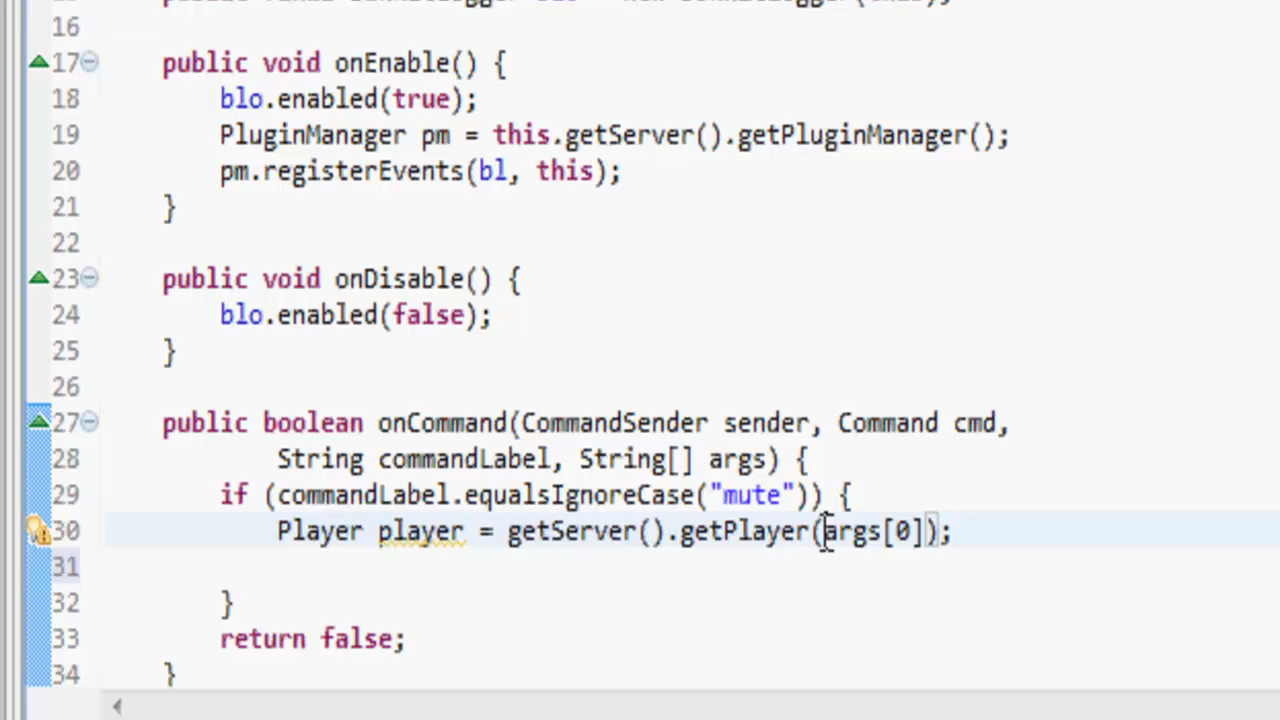 16
17 public void onEnable() {
18 blo.enabled(true);
19 PluginManager pm = this.getServer().getPluginManager();
20 pm.registerEvents(bl, this);
21 }
22
23 public void onDisable() {
24 blo.enabled(false);
25 }
26
27 public boolean onCommand(CommandSender sender, Command cmd,
28 String commandLabel, String[] args) {
29 if (commandLabel.equalsIgnoreCase("mute")) {
30 Player player = getServer().getPlayer(args[0]);
31
32 }
33 return false;
34 }